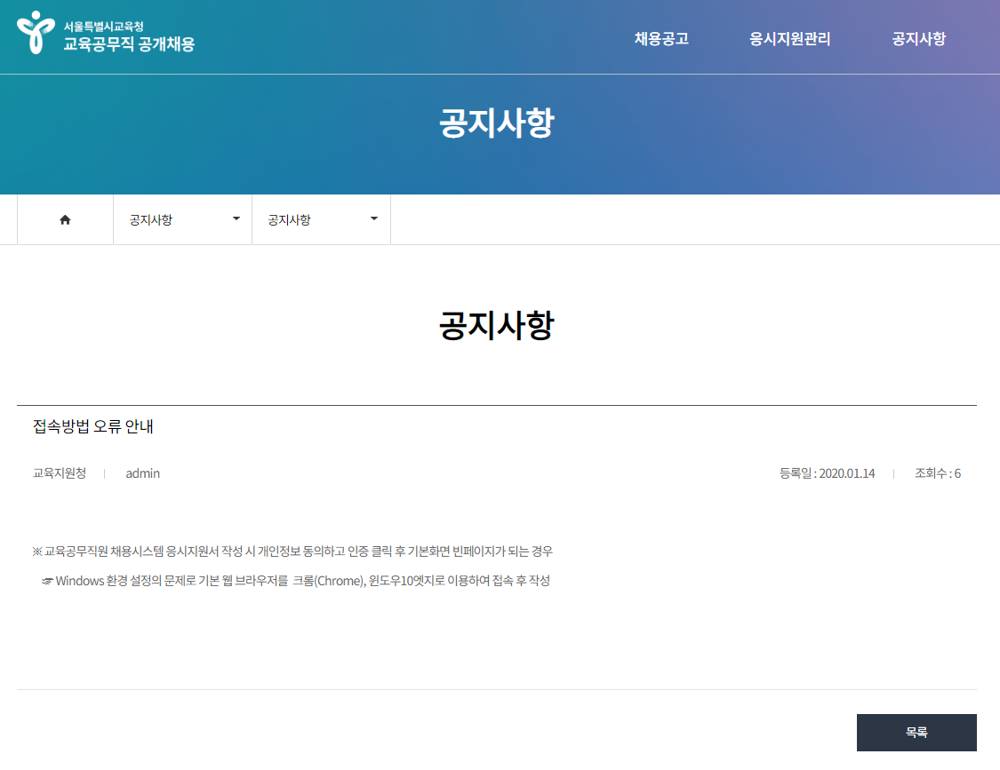 서울특별시교육청
교육공무직 공개채용
채용공고 응시지원관리 공지사항
공지사항
공지사항 공지사항
공지사항
접속방법 오류 안내
교육지원청 admin 등록일 : 2020.01.14 조회수 : 6
※ 교육공무직원 채용시스템 응시지원서 작성 시 개인정보 동의하고 인증 클릭 후 기본화면 빈페이지가 되는 경우
☞ Windows 환경 설정의 문제로 기본 웹 브라우저를 크롬(Chrome), 윈도우10엣지로 이용하여 접속 후 작성
목록